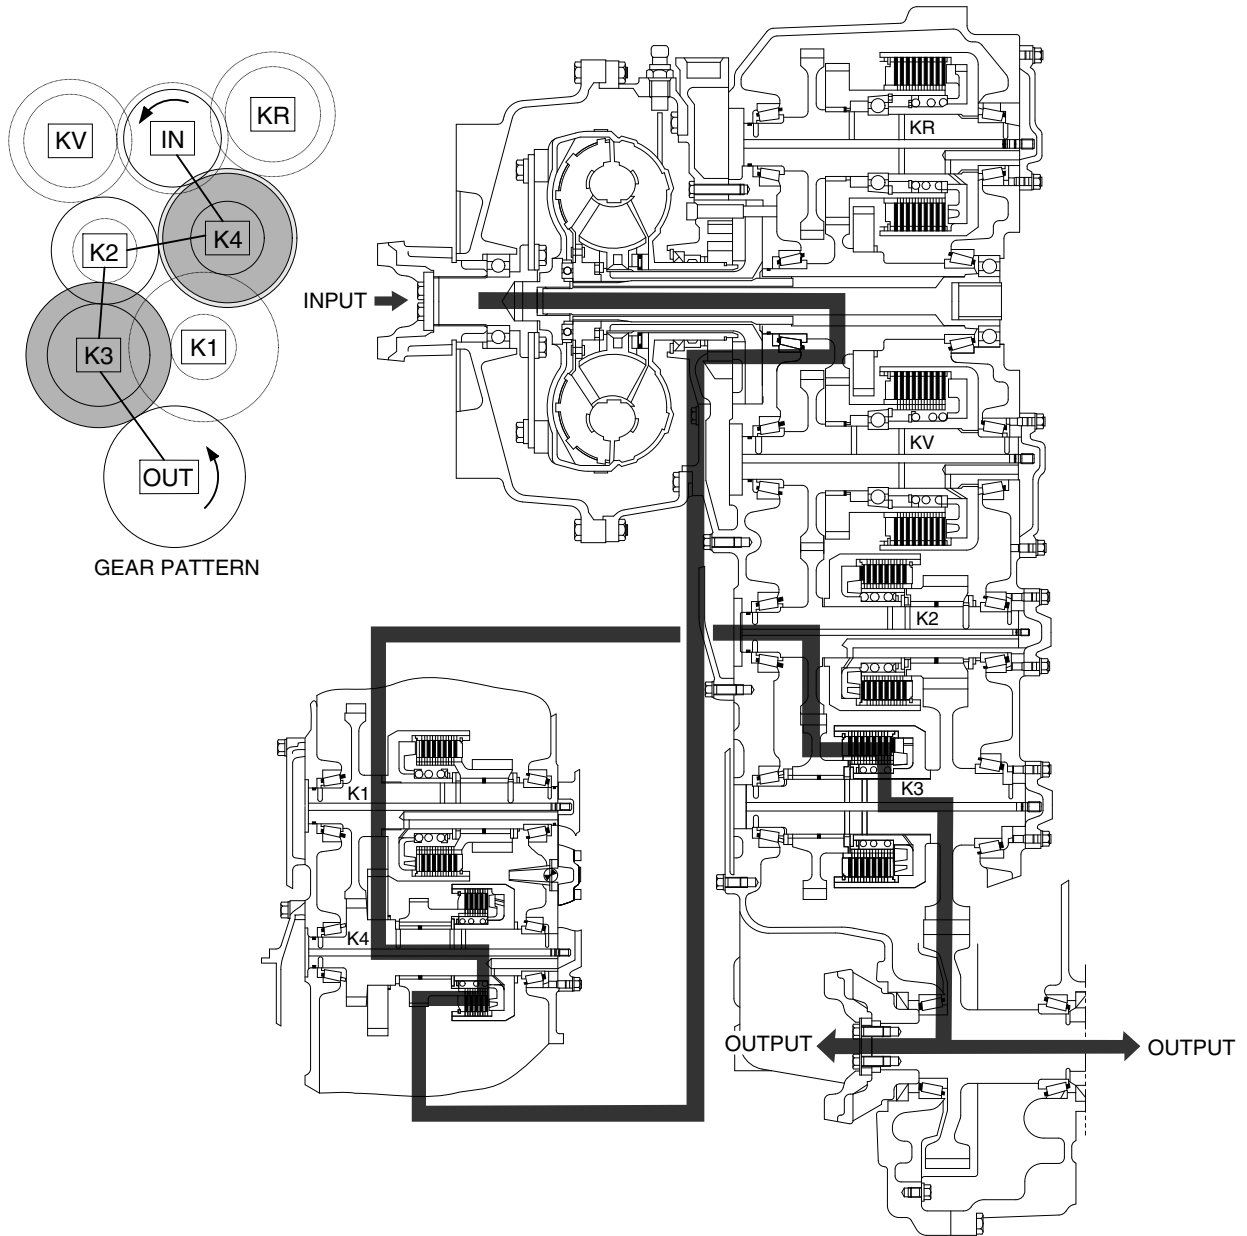 KV
IN
KR
K2
K4
K3
K1
OUT
GEAR PATTERN
INPUT
KR
KV
K2
K3
K1
K4
OUTPUT
OUTPUT